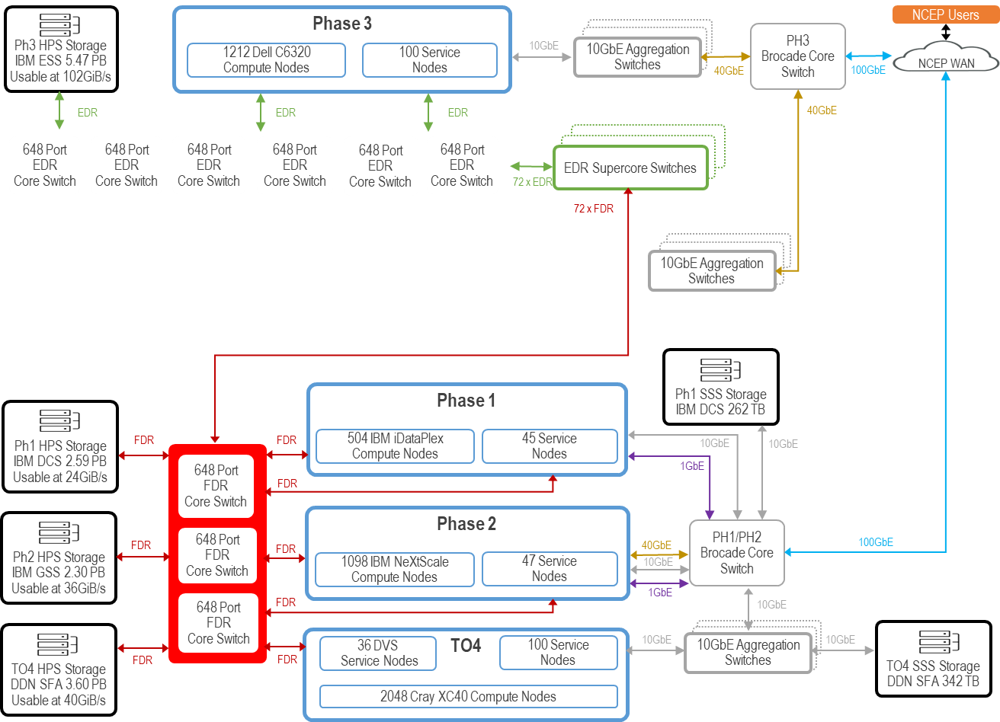 Ph3 HPS Storage
IBM ESS 5.47 PB
Usable at 102GiB/s
Phase 3
1212 Dell C6320
Compute Nodes
100 Service
Nodes
10GbE
10GbE Aggregation
Switches
40GbE
PH3
Brocade Core
Switch
100GbE
NCEP Users
NCEP WAN
EDR
EDR
EDR
40GbE
648 Port
EDR
Core Switch
648 Port
EDR
Core Switch
648 Port
EDR
Core Switch
648 Port
EDR
Core Switch
648 Port
EDR
Core Switch
648 Port
EDR
Core Switch
72 x EDR
EDR Supercore Switches
72 x FDR
10GbE Aggregation
Switches
Ph1 SSS Storage
IBM DCS 262 TB
Ph1 HPS Storage
IBM DCS 2.59 PB
Usable at 24GiB/s
FDR
648 Port
FDR
Core Switch
FDR
FDR
Phase 1
504 IBM iDataPlex
Compute Nodes
45 Service
Nodes
10GbE
10GbE
1GbE
Ph2 HPS Storage
IBM GSS 2.30 PB
Usable at 36GiB/s
FDR
648 Port
FDR
Core Switch
FDR
FDR
Phase 2
1098 IBM NeXtScale
Compute Nodes
47 Service
Nodes
40GbE
10GbE
1GbE
PH1/PH2
Brocade Core
Switch
100GbE
10GbE
TO4 HPS Storage
DDN SFA 3.60 PB
Usable at 40GiB/s
FDR
648 Port
FDR
Core Switch
FDR
36 DVS
Service Nodes
TO4
100 Service
Nodes
2048 Cray XC40 Compute Nodes
10GbE
10GbE Aggregation
Switches
10GbE
TO4 SSS Storage
DDN SFA 342 TB